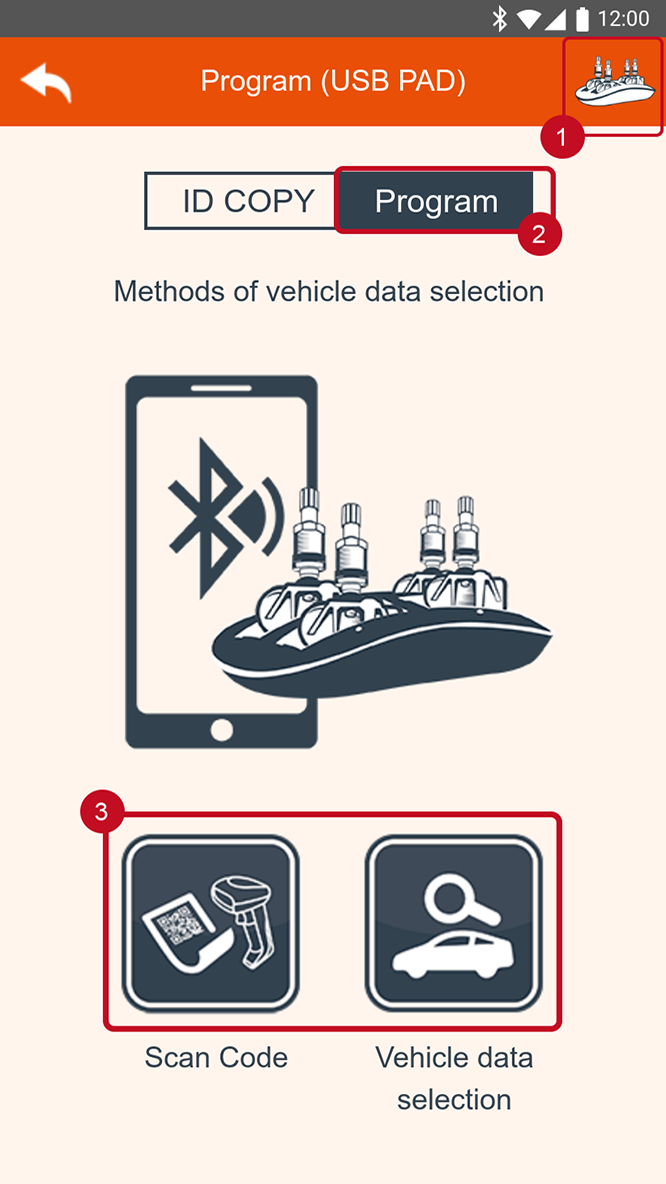 12:00
Program (USB PAD)
1
ID COPY
Program
2
Methods of vehicle data selection
3
Scan Code
Vehicle data
selection